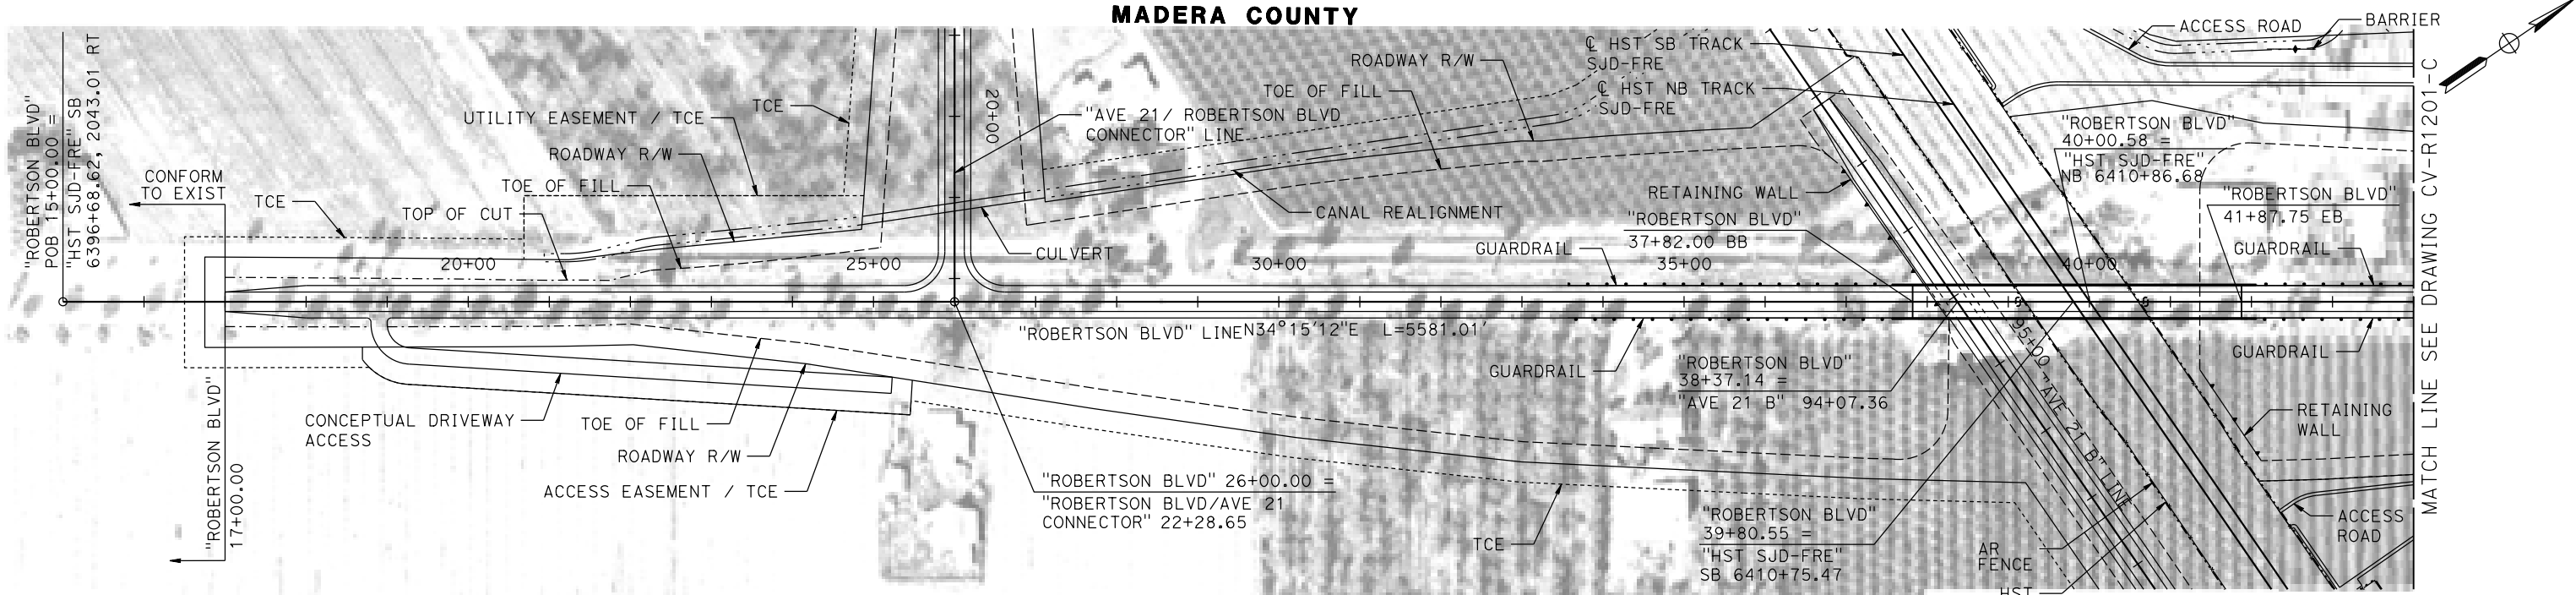 MADERA COUNTY
"ROBERTSON BLVD"
POB 15+00.00 =
"HST SJD-FRE" SB
6396+68.62, 2043.01 RT
CONFORM
TO EXIST
TCE
UTILITY EASEMENT / TCE
ROADWAY R/W
TOE OF FILL
TOP OF CUT
TCE
20+00
"AVE 21/ ROBERTSON BLVD
CONNECTOR" LINE
ROADWAY R/W
TOE OF FILL
℄ HST SB TRACK
SJD-FRE
℄ HST NB TRACK
SJD-FRE
ACCESS ROAD
BARRIER
"ROBERTSON BLVD"
40+00.58 =
"HST SJD-FRE"
NB 6410+86.68
RETAINING WALL
CANAL REALIGNMENT
CULVERT
"ROBERTSON BLVD"
37+82.00 BB
GUARDRAIL
"ROBERTSON BLVD"
41+87.75 EB
GUARDRAIL
20+00
25+00
30+00
35+00
40+00
"ROBERTSON BLVD" LINE
N34°15'12"E
L=5581.01'
"ROBERTSON BLVD"
17+00.00
CONCEPTUAL DRIVEWAY
ACCESS
TOE OF FILL
ROADWAY R/W
ACCESS EASEMENT / TCE
"ROBERTSON BLVD" 26+00.00 =
"ROBERTSON BLVD/AVE 21
CONNECTOR" 22+28.65
GUARDRAIL
"ROBERTSON BLVD"
38+37.14 =
"AVE 21 B" 94+07.36
95+00
"AVE 21 B" LINE
TCE
"ROBERTSON BLVD"
39+80.55 =
"HST SJD-FRE"
SB 6410+75.47
AR
FENCE
HST
GUARDRAIL
RETAINING
WALL
ACCESS
ROAD
MATCH LINE SEE DRAWING CV-R1201-C